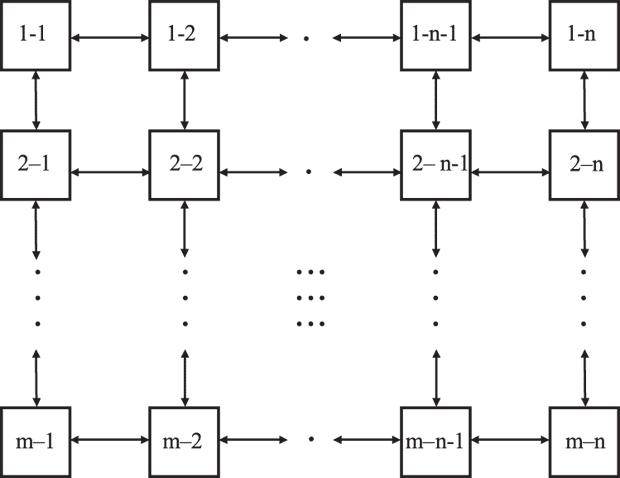 1-1 1-2 1-n-1 1-n
2–1 2–2 2– n-1 2–n
m–1 m–2 m–n-1 m–n